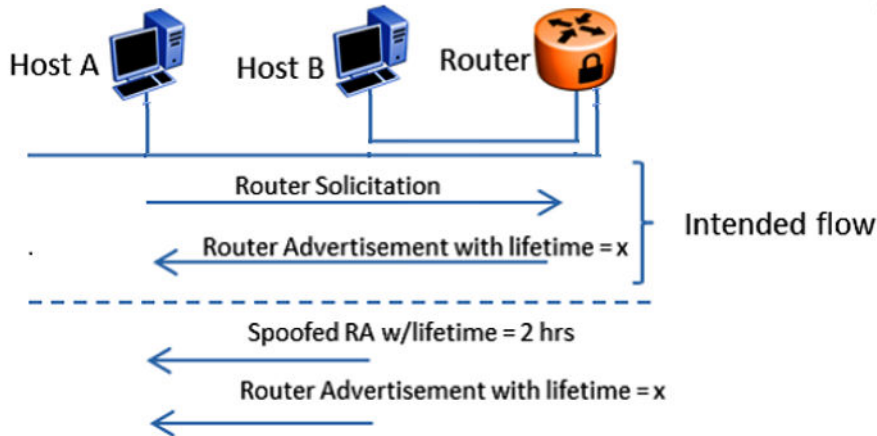 Host A
Host B
Router
Router Solicitation
Router Advertisement with lifetime = x
Intended flow
Spoofed RA w/lifetime = 2 hrs
Router Advertisement with lifetime = x